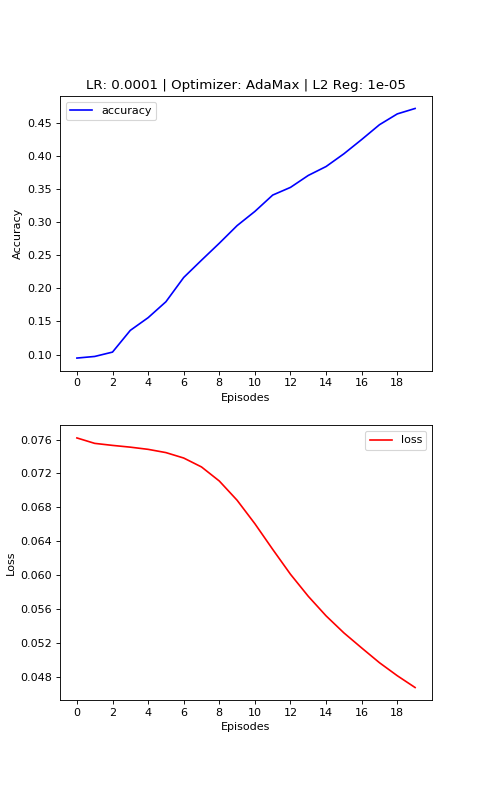 LR: 0.0001 | Optimizer: AdaMax | L2 Reg: 1e-05
accuracy
0.45
0.40
0.35
0.30
0.25
0.20
0.15
0.10
Accuracy
0 2 4 6 8 10 12 14 16 18
Episodes
loss
0.076
0.072
0.068
0.064
0.060
0.056
0.052
0.048
Loss
0 2 4 6 8 10 12 14 16 18
Episodes